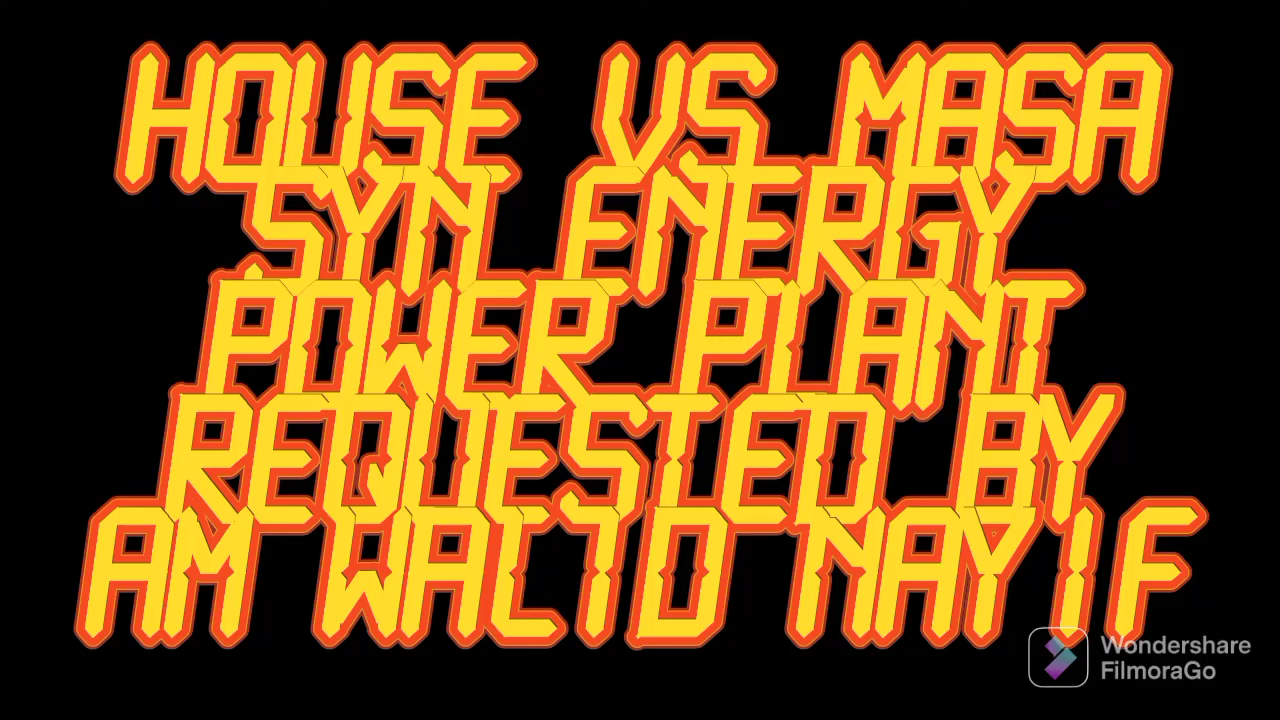 HOUSE VS MASA
SYN ENERGY
POWER PLANT
REQUESTED BY
AM WALID NAYIF
Wondershare
FilmoraGo